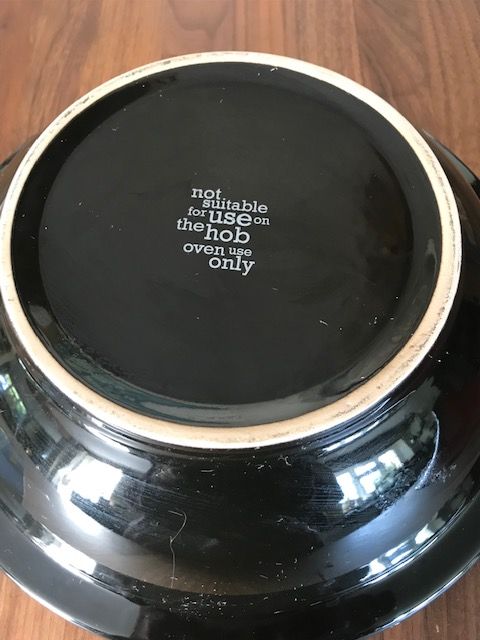 not
suitable
for use on
the hob
oven use
only